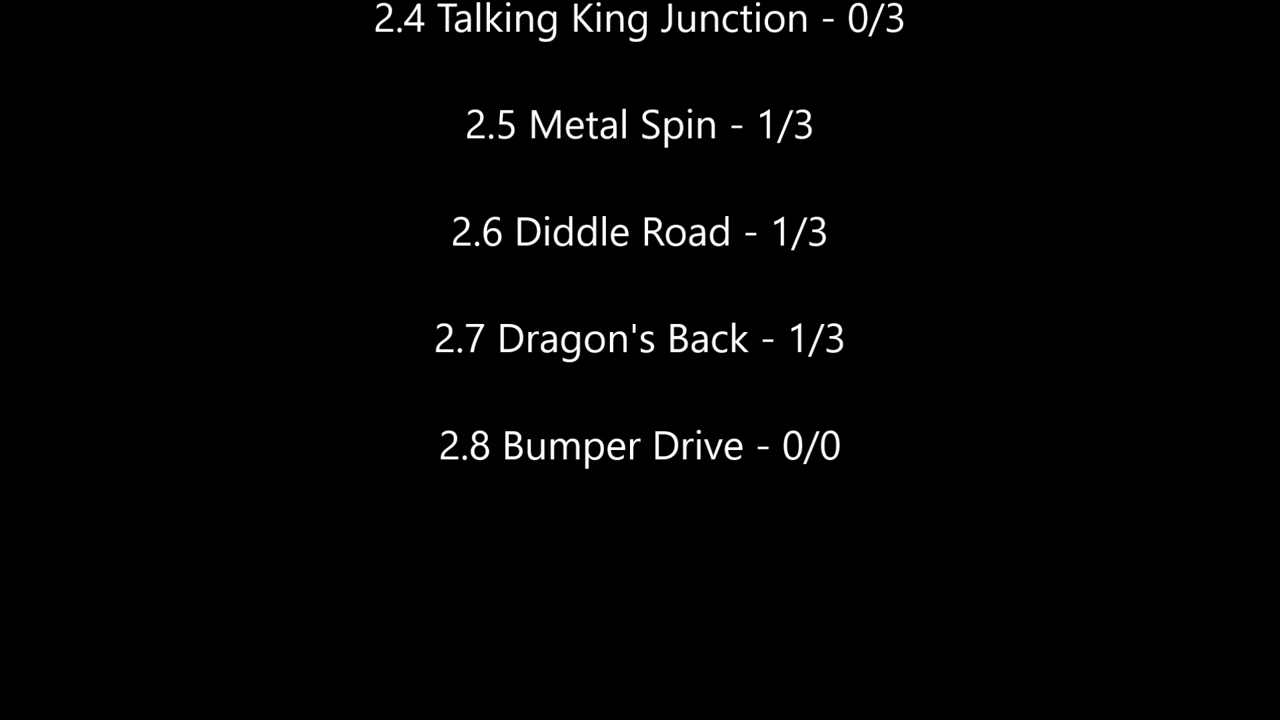 2.4 Talking King Junction - 0/3
2.5 Metal Spin - 1/3
2.6 Diddle Road - 1/3
2.7 Dragon's Back - 1/3
2.8 Bumper Drive - 0/0